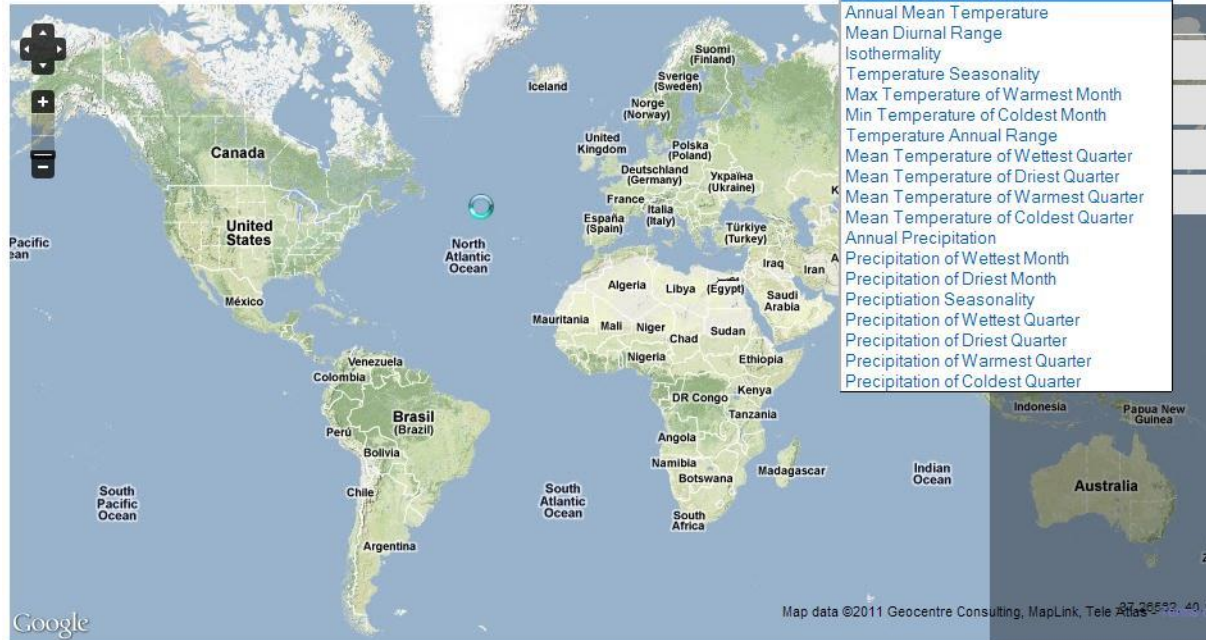 Annual Mean Temperature
Mean Diurnal Range
Isothermality
Temperature Seasonality
Max Temperature of Warmest Month
Min Temperature of Coldest Month
Temperature Annual Range
Mean Temperature of Wettest Quarter
Mean Temperature of Driest Quarter
Mean Temperature of Warmest Quarter
Mean Temperature of Coldest Quarter
Annual Precipitation
Precipitation of Wettest Month
Precipitation of Driest Month
Preciptiation Seasonality
Precipitation of Wettest Quarter
Precipitation of Driest Quarter
Precipitation of Warmest Quarter
Precipitation of Coldest Quarter
Suomi
(Finland)
Iceland
Sverige
(Sweden)
Norge
(Norway)
United
Kingdom
Polska
(Poland)
Deutschland
(Germany)
Україна
(Ukraine)
France
Italia
(Italy)
España
(Spain)
Türkiye
(Turkey)
Canada
United
States
North
Atlantic
Ocean
Pacific
ean
México
Iraq
Iran
Algeria
Libya
مصر
(Egypt)
Saudi
Arabia
Mauritania
Mali
Niger
Chad
Sudan
Nigeria
Ethiopia
Venezuela
Colombia
DR Congo
Kenya
Tanzania
Brasil
(Brazil)
Perú
Bolivia
Angola
Namibia
Botswana
Madagascar
Indonesia
Papua New
Guinea
Indian
Ocean
Australia
South
Pacific
Ocean
Chile
South
Atlantic
Ocean
South
Africa
Argentina
Google
Map data ©2011 Geocentre Consulting, MapLink, Tele Atlas -